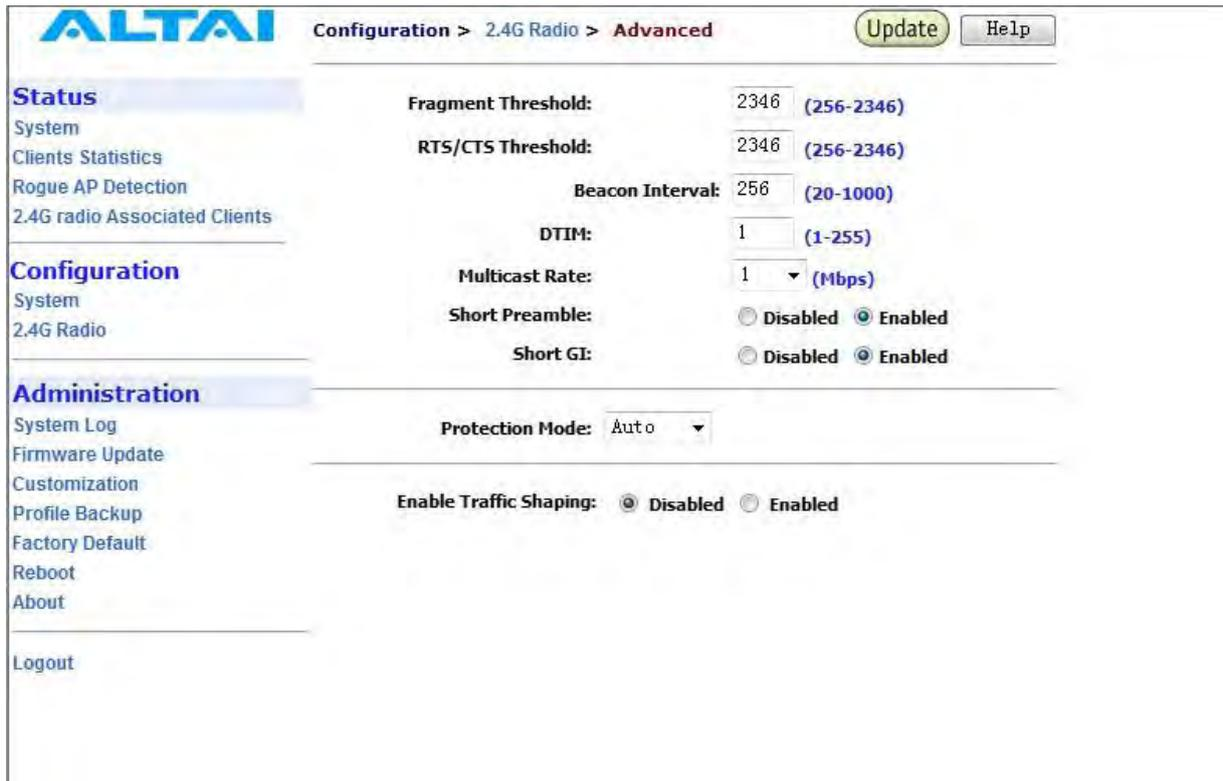 ALTAI
Configuration > 2.4G Radio > Advanced
Update
Help
Status
System
Clients Statistics
Rogue AP Detection
2.4G radio Associated Clients
Configuration
System
2.4G Radio
Administration
System Log
Firmware Update
Customization
Profile Backup
Factory Default
Reboot
About
Logout
Fragment Threshold: 2346 (256-2346)
RTS/CTS Threshold: 2346 (256-2346)
Beacon Interval: 256 (20-1000)
DTIM: 1 (1-255)
Multicast Rate: 1 (Mbps)
Short Preamble: Disabled Enabled
Short GI: Disabled Enabled
Protection Mode: Auto
Enable Traffic Shaping: Disabled Enabled